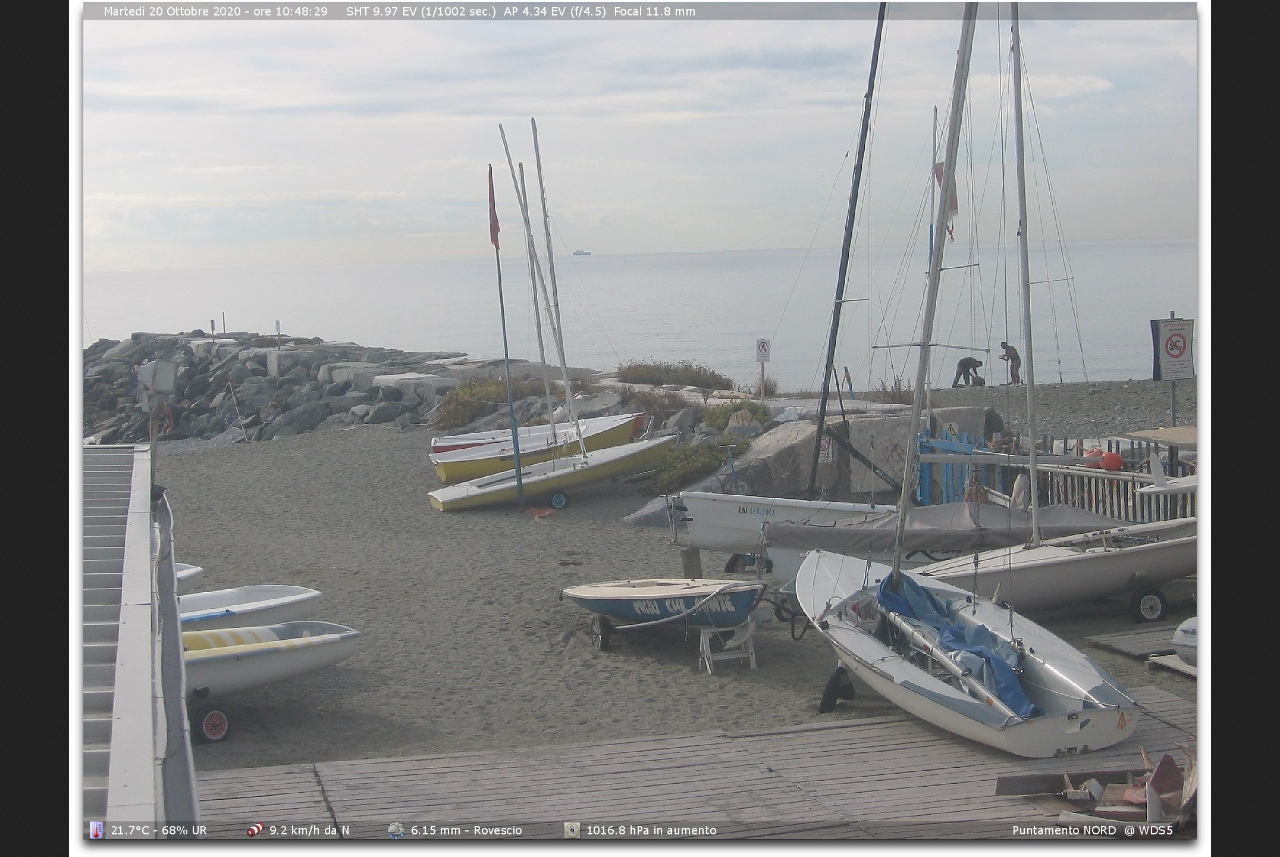 Martedì 20 Ottobre 2020 - ore 10:48:29 SHT 9.97 EV (1/1002 sec.) AP 4.34 EV (f/4.5) Focal 11.8 mm
21.7°C - 68% UR 9.2 km/h da N 6.15 mm - Rovescio 1016.8 hPa in aumento Puntamento NORD @ WDS5